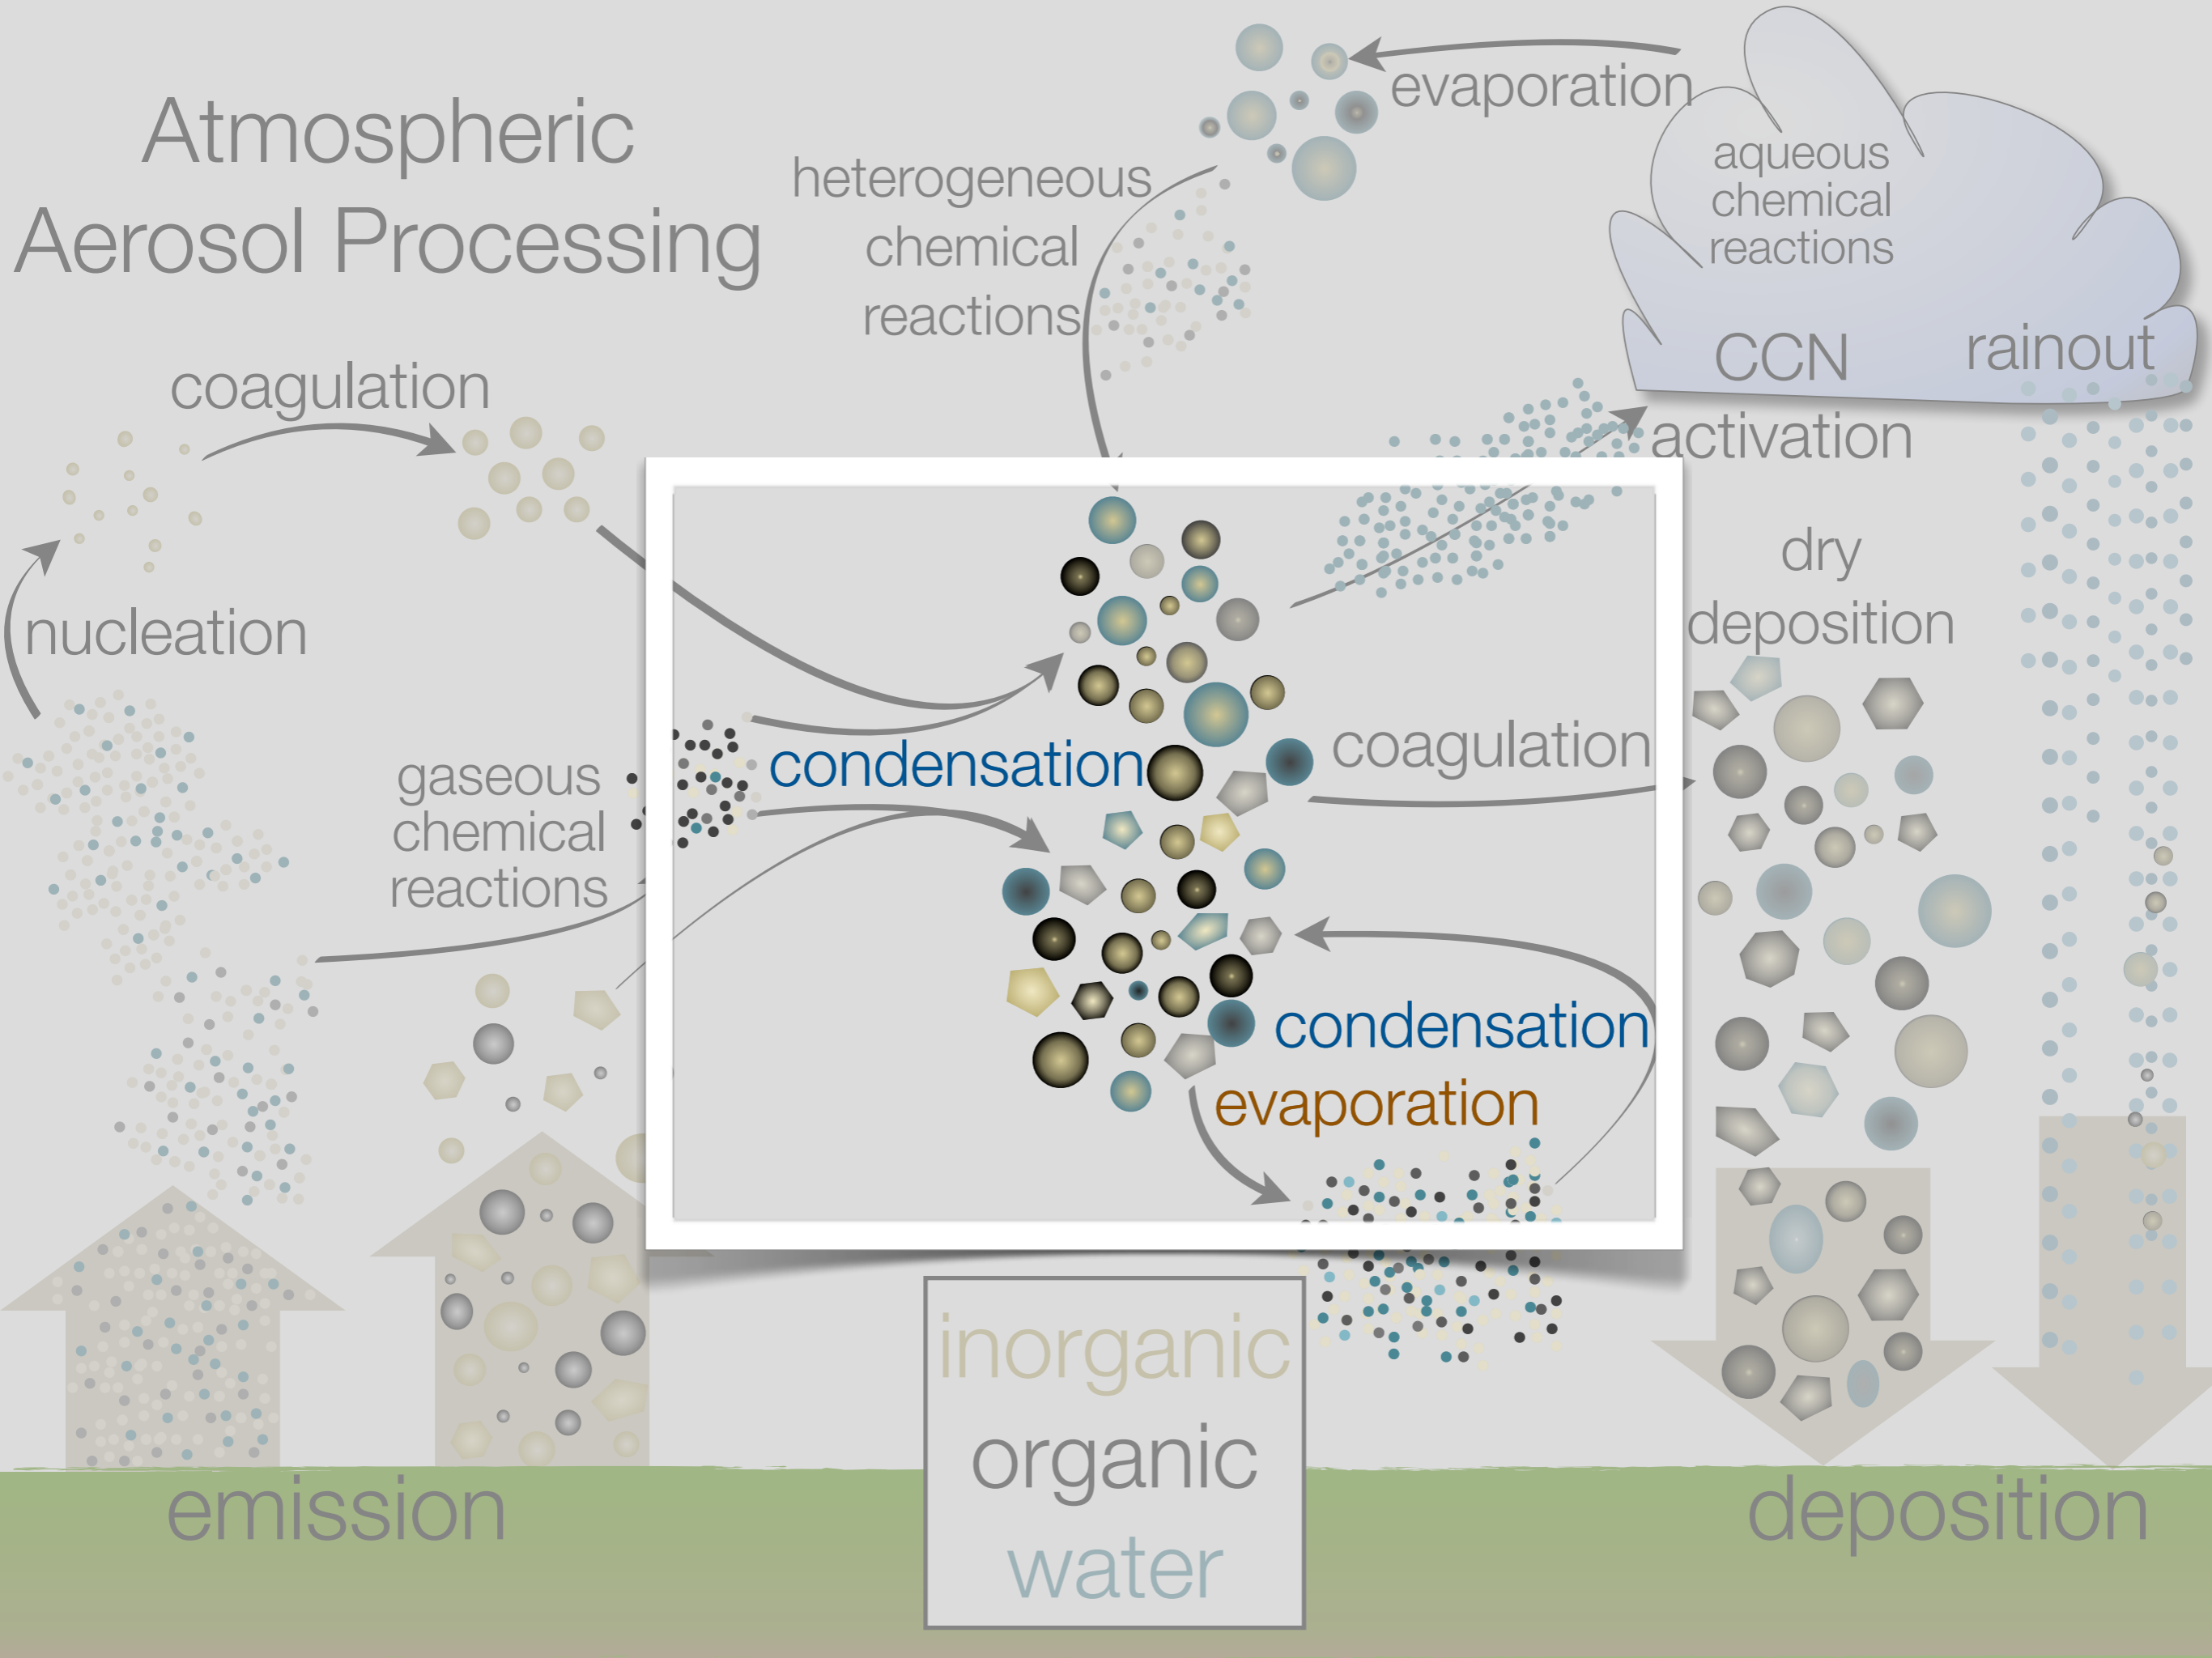 Atmospheric
Aerosol Processing
evaporation
aqueous
chemical
reactions
heterogeneous
chemical
reactions
CCN
rainout
coagulation
activation
dry
deposition
nucleation
condensation
coagulation
gaseous
chemical
reactions
condensation
evaporation
inorganic
organic
water
emission
deposition